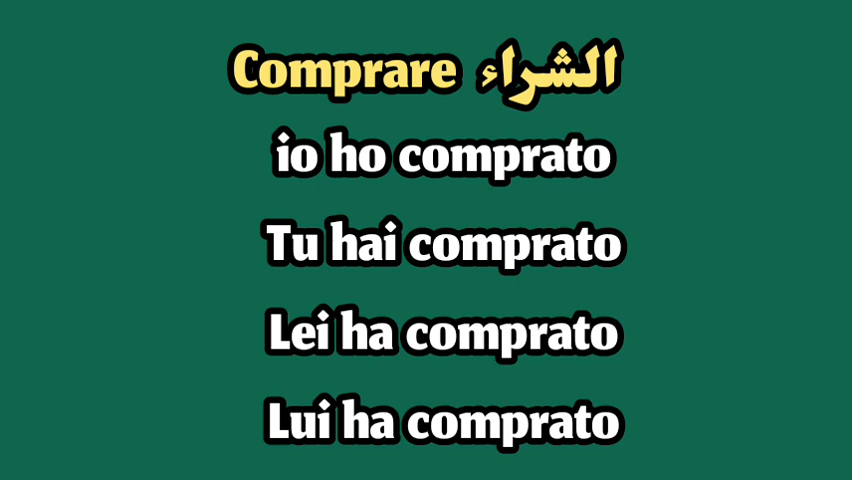 Comprare الشراء
io ho comprato
Tu hai comprato
Lei ha comprato
Lui ha comprato